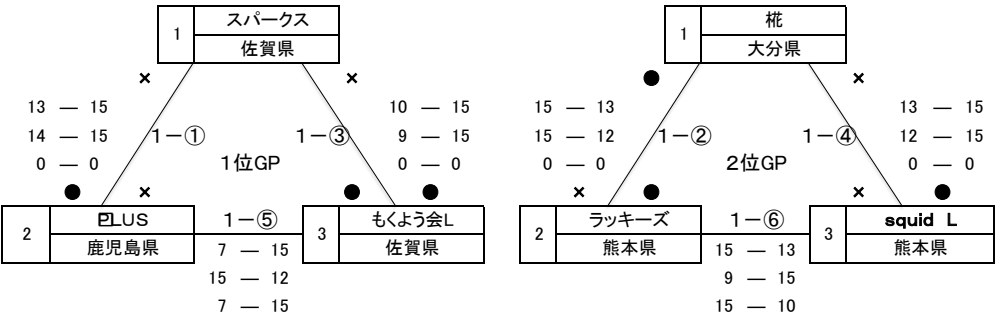 1 スパークス
佐賀県
× ×
13 — 15
14 — 15
0 — 0
10 — 15
9 — 15
0 — 0
1－① 1－③
1位GP
● × ● ●
2 PLUS
鹿児島県
1－⑤
3 もくよう会L
佐賀県
7 — 15
15 — 12
7 — 15
1 椛
大分県
● ×
15 — 13
15 — 12
0 — 0
13 — 15
12 — 15
0 — 0
1－② 1－④
2位GP
× ● × ●
2 ラッキーズ
熊本県
1－⑥
3 squid L
熊本県
15 — 13
9 — 15
15 — 10